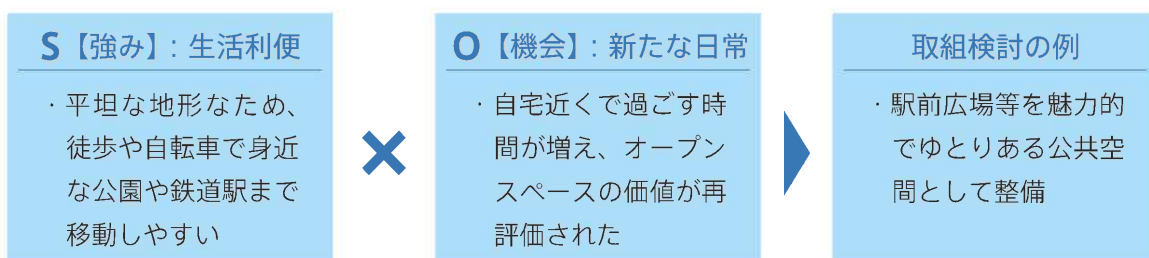 S【強み】：生活利便
・平坦な地形なため、
徒歩や自転車で身近
な公園や鉄道駅まで
移動しやすい
×
O【機会】：新たな日常
・自宅近くで過ごす時
間が増え、オープン
スペースの価値が再
評価された
取組検討の例
・駅前広場等を魅力的
でゆとりある公共空
間として整備